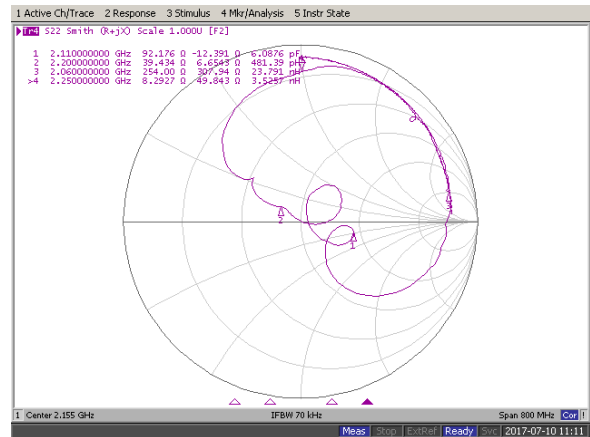 1 Active Ch/Trace 2 Response 3 Stimulus 4 Mkr/Analysis 5 Instr State
Tr4 S22 Smith (R+jX) Scale 1.000U [F2]
1 2.110000000 GHz 92.176 Ω -12.391 Ω 6.0876 pF
2 2.200000000 GHz 39.434 Ω 6.6543 Ω 481.39 pH
3 2.060000000 GHz 254.00 Ω 307.94 Ω 23.791 nH
>4 2.250000000 GHz 8.2927 Ω 49.843 Ω 3.5257 nH
2
1
1 Center 2.155 GHz IFBW 70 kHz Span 800 MHz Cor !
Meas Stop ExtRef Ready Svc 2017-07-10 11:11